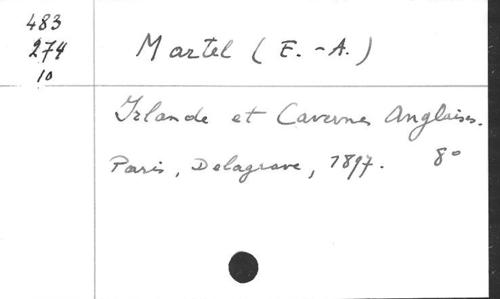 483
274
10
Martel (E.-A.)
Irlande et Cavernes Anglaises.
Paris, Delagrave, 1897. 8°